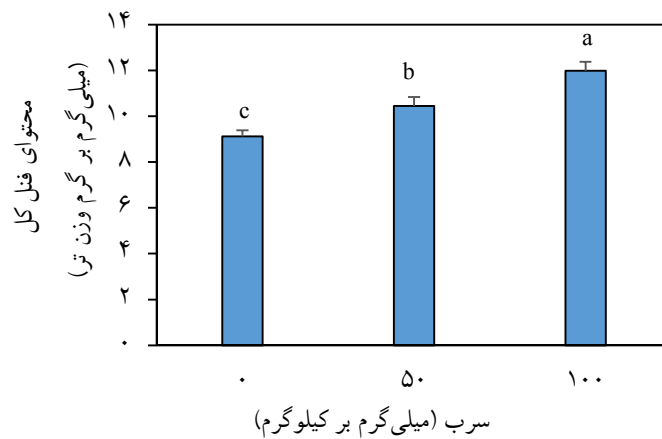 محتوای فنل کل
(میلی‌گرم بر گرم وزن تر)
۱۴
۱۲
۱۰
۸
۶
۴
۲
۰
c
b
a
۰
۵۰
۱۰۰
سرب (میلی‌گرم بر کیلوگرم)